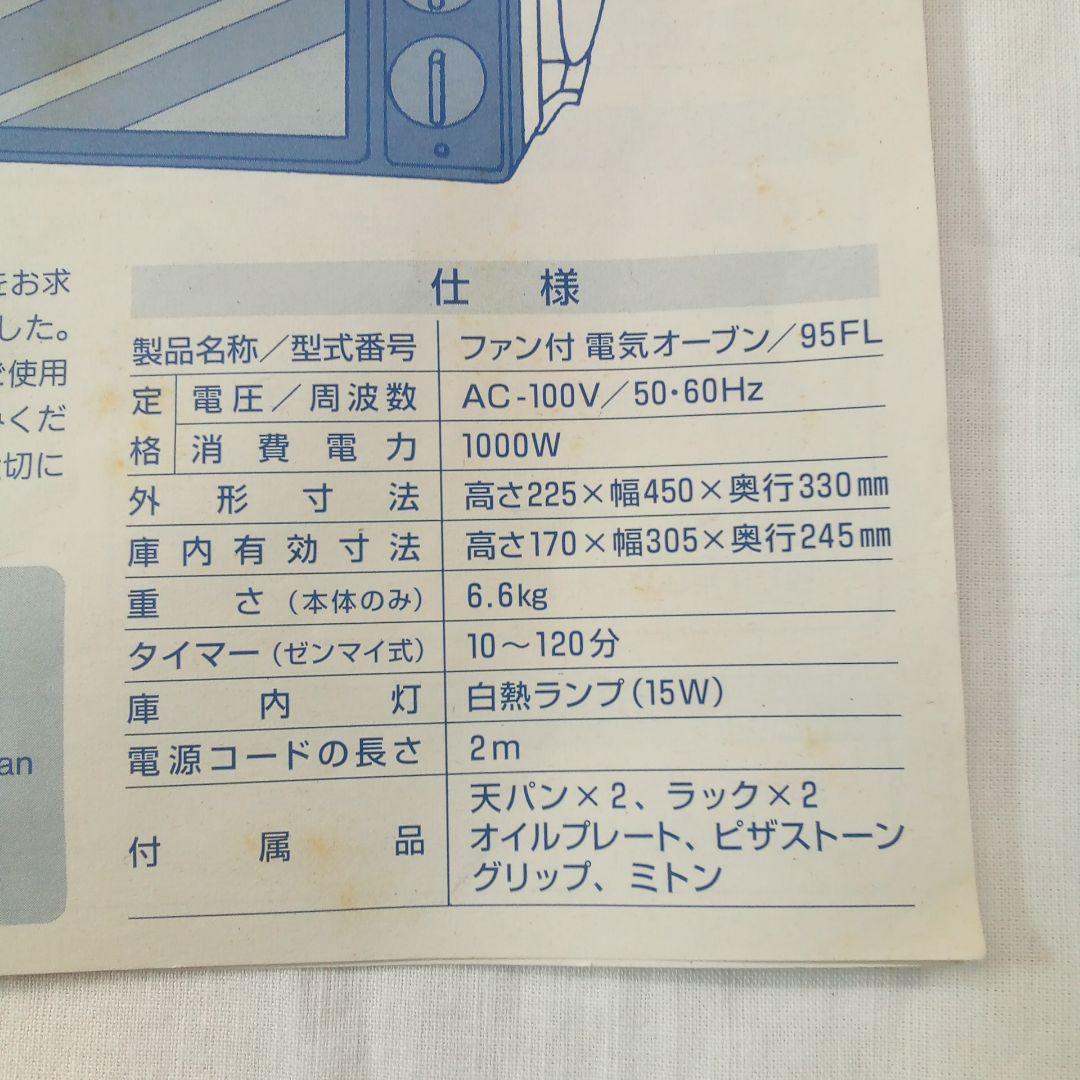 をお求
した。
ご使用
みくだ
大切に
an
仕様
製品名称／型式番号 ファン付 電気オーブン／95FL
定格 電圧／周波数 AC-100V／50・60Hz
消費電力 1000W
外形寸法 高さ225×幅450×奥行330㎜
庫内有効寸法 高さ170×幅305×奥行245㎜
重さ（本体のみ） 6.6kg
タイマー（ゼンマイ式） 10～120分
庫内灯 白熱ランプ（15W）
電源コードの長さ 2m
付属品 天パン×2、ラック×2
オイルプレート、ピザストーン
グリップ、ミトン